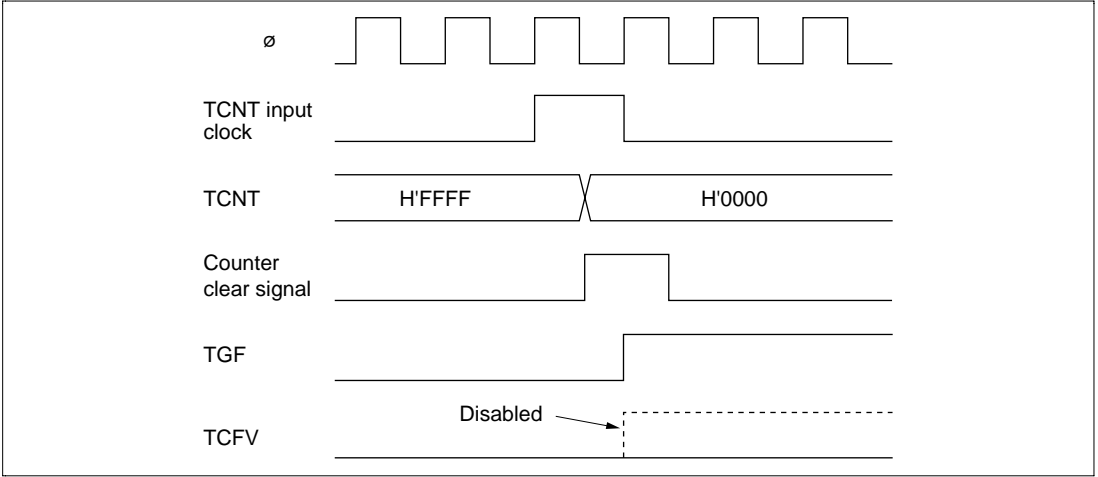 ø
TCNT input
clock
TCNT
H'FFFF
H'0000
Counter
clear signal
TGF
Disabled
TCFV